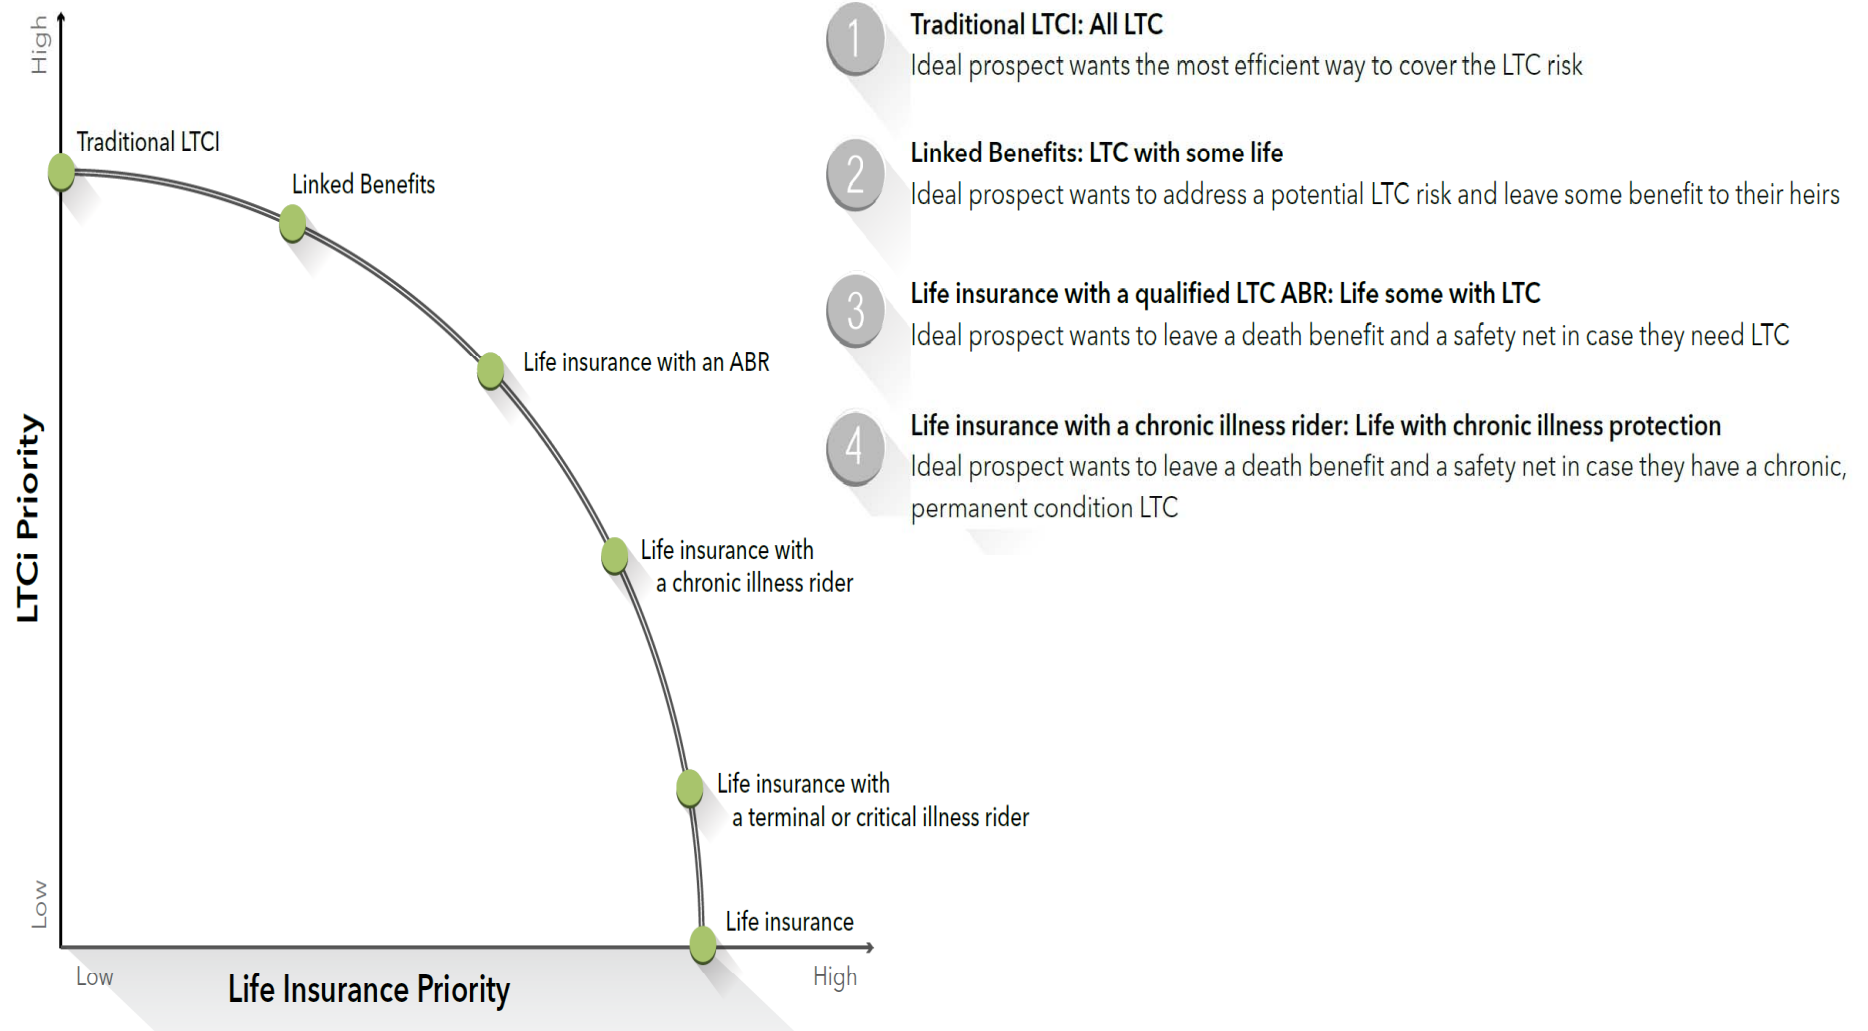 High
Traditional LTCI
Linked Benefits
Life insurance with an ABR
LTCi Priority
Life insurance with
a chronic illness rider
Life insurance with
a terminal or critical illness rider
Low
Life insurance
Low
High
Life Insurance Priority
1
Traditional LTCI: All LTC
Ideal prospect wants the most efficient way to cover the LTC risk
2
Linked Benefits: LTC with some life
Ideal prospect wants to address a potential LTC risk and leave some benefit to their heirs
3
Life insurance with a qualified LTC ABR: Life some with LTC
Ideal prospect wants to leave a death benefit and a safety net in case they need LTC
4
Life insurance with a chronic illness rider: Life with chronic illness protection
Ideal prospect wants to leave a death benefit and a safety net in case they have a chronic,
permanent condition LTC